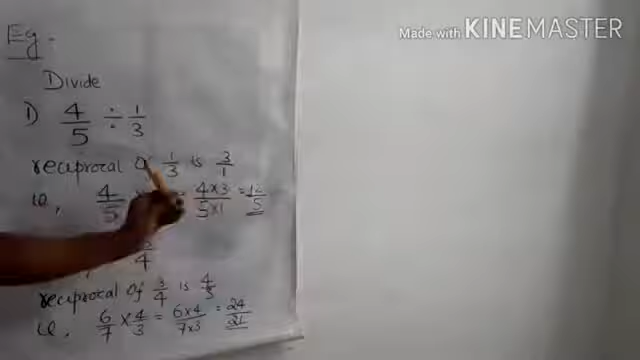 Made with KINEMASTER
Eg.
Divide
1) 4/5 ÷ 1/3
reciprocal of 1/3 is 3/1
ie, 4/5 = 4×3/5×1 = 12/5
/4
reciprocal of 3/4 is 4/3
ie, 6/7 × 4/3 = 6×4/7×3 = 24/21